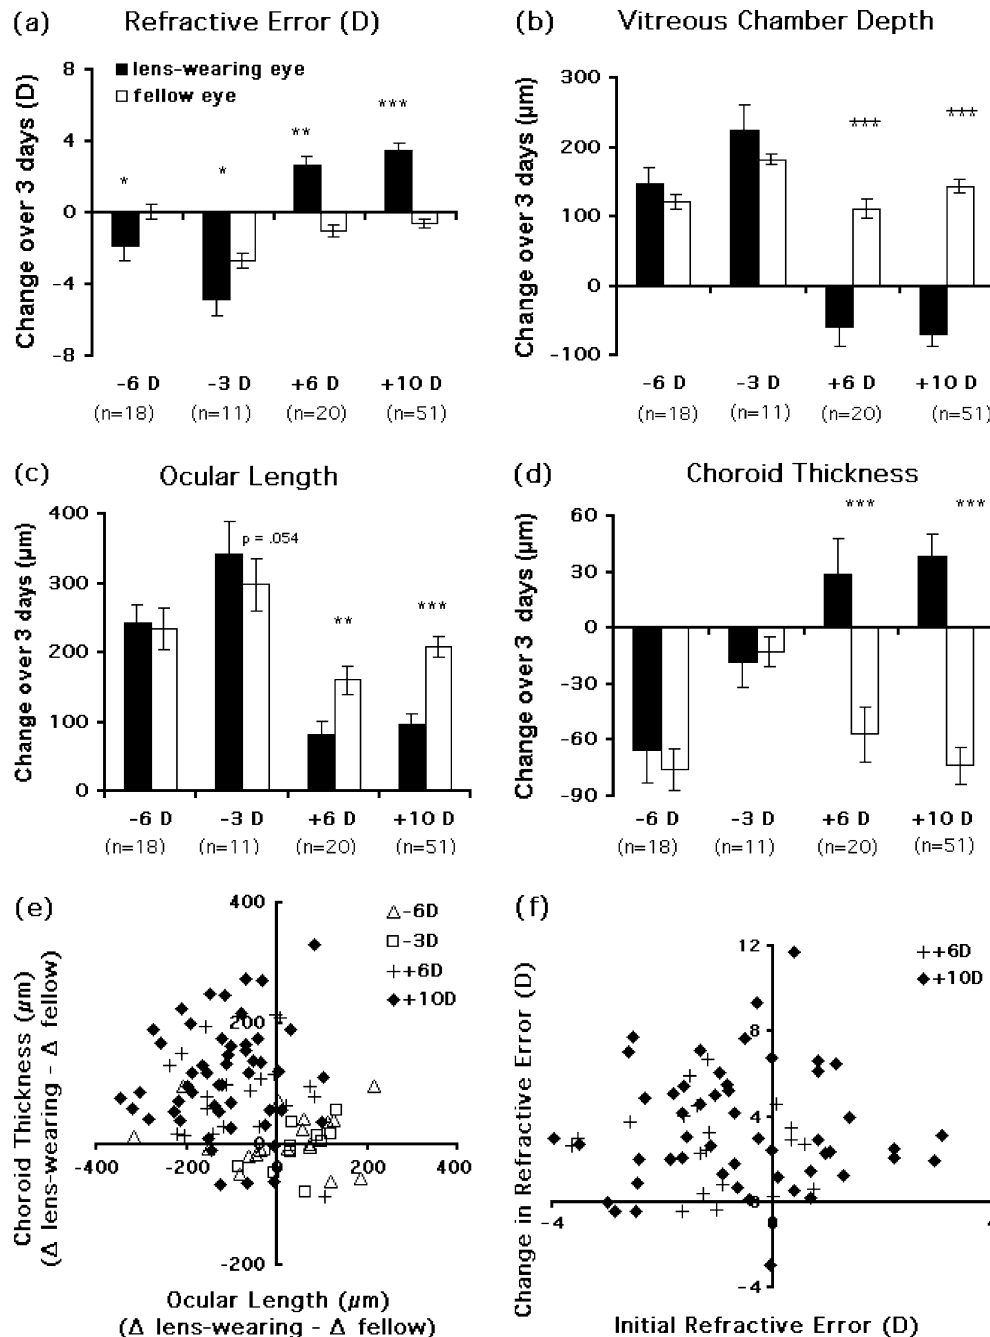 (a) Refractive Error (D)
Change over 3 days (D)
8
4
0
-4
-8
lens-wearing eye
fellow eye
*
*
**
***
-6 D -3 D +6 D +10 D
(n=18) (n=11) (n=20) (n=51)
(b) Vitreous Chamber Depth
Change over 3 days (µm)
300
200
100
0
-100
***
***
-6 D -3 D +6 D +10 D
(n=18) (n=11) (n=20) (n=51)
(c) Ocular Length
Change over 3 days (µm)
400
300
200
100
0
p = .054
**
***
-6 D -3 D +6 D +10 D
(n=18) (n=11) (n=20) (n=51)
(d) Choroid Thickness
Change over 3 days (µm)
60
30
0
-30
-60
-90
***
***
-6 D -3 D +6 D +10 D
(n=18) (n=11) (n=20) (n=51)
(e)
Choroid Thickness (µm)
(Δ lens-wearing - Δ fellow)
400
200
0
-200
-400 -200 0 200 400
-6D
-3D
+6D
+10D
Ocular Length (µm)
(Δ lens-wearing - Δ fellow)
(f)
Change in Refractive Error (D)
12
8
4
0
-4
-4 0 4
+6D
+10D
Initial Refractive Error (D)